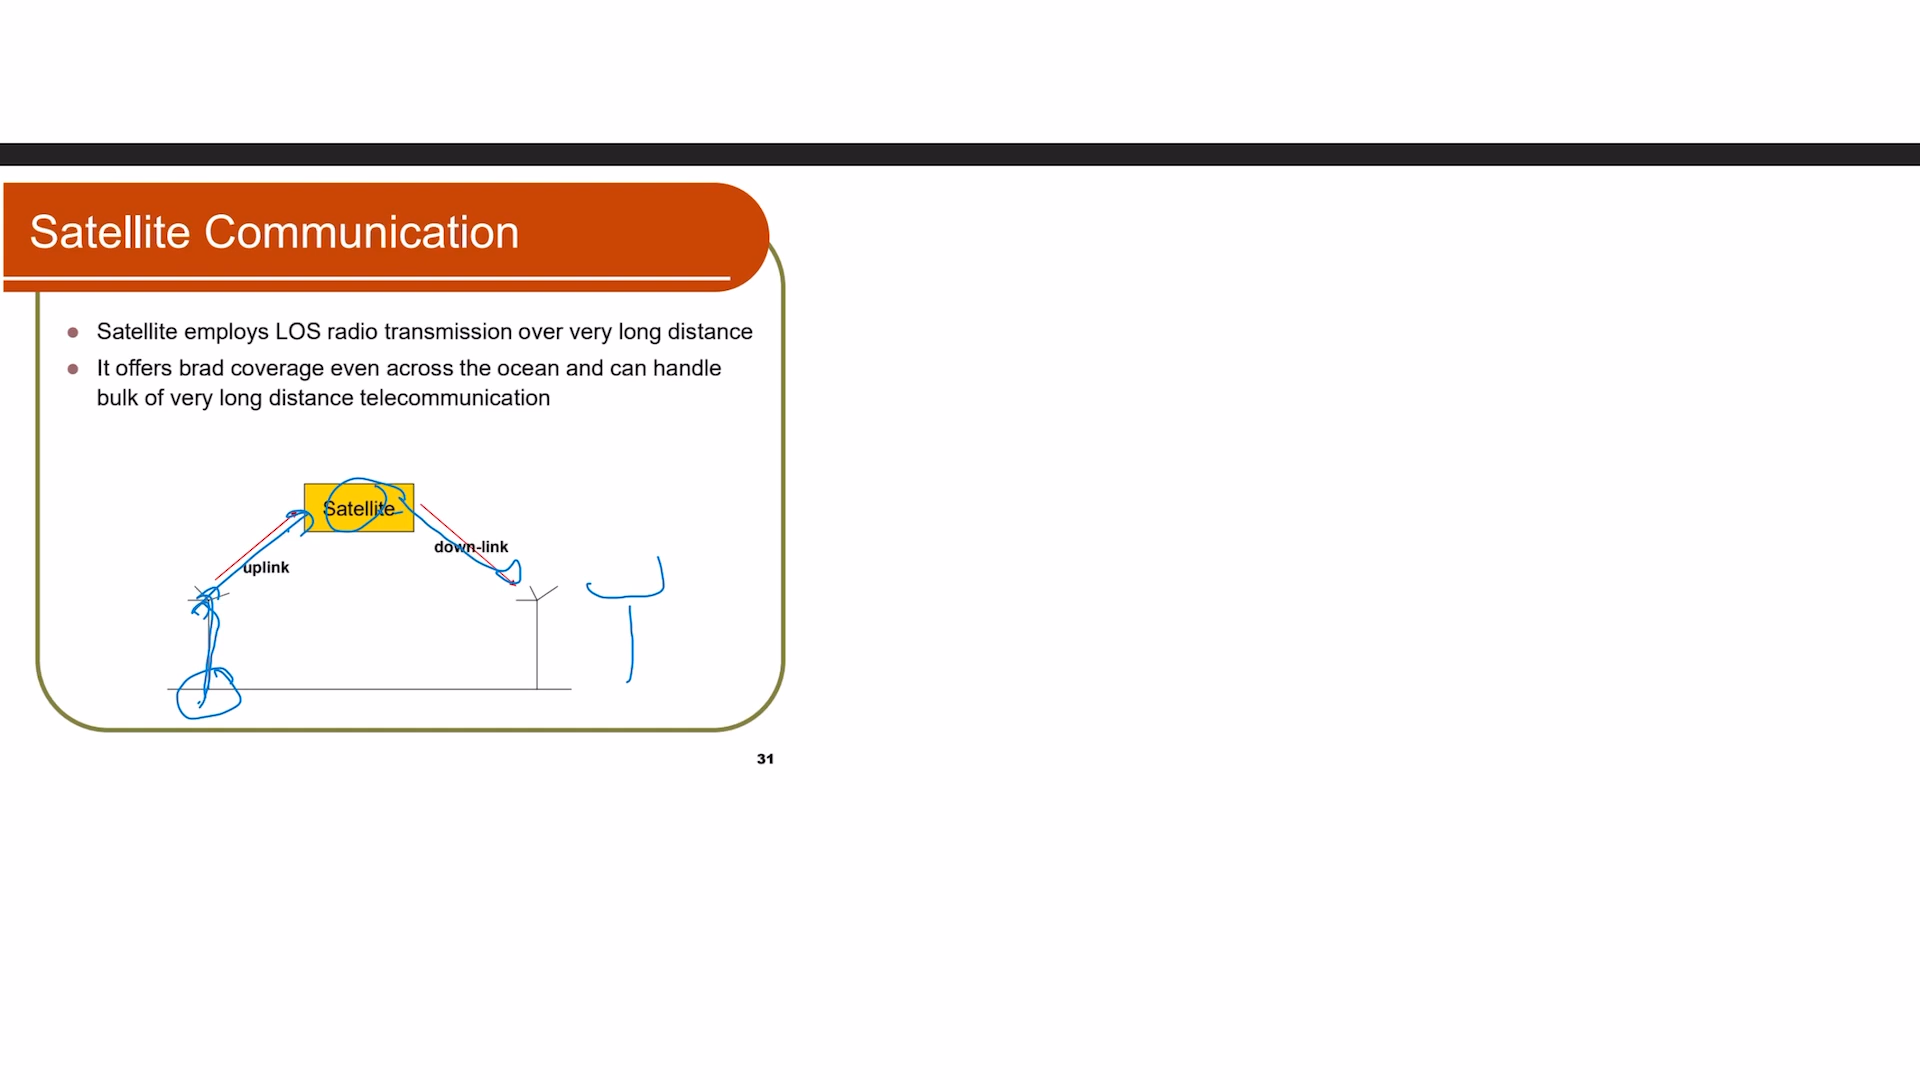 Satellite Communication
Satellite employs LOS radio transmission over very long distance
It offers brad coverage even across the ocean and can handle
bulk of very long distance telecommunication
Satellite
down-link
uplink
31